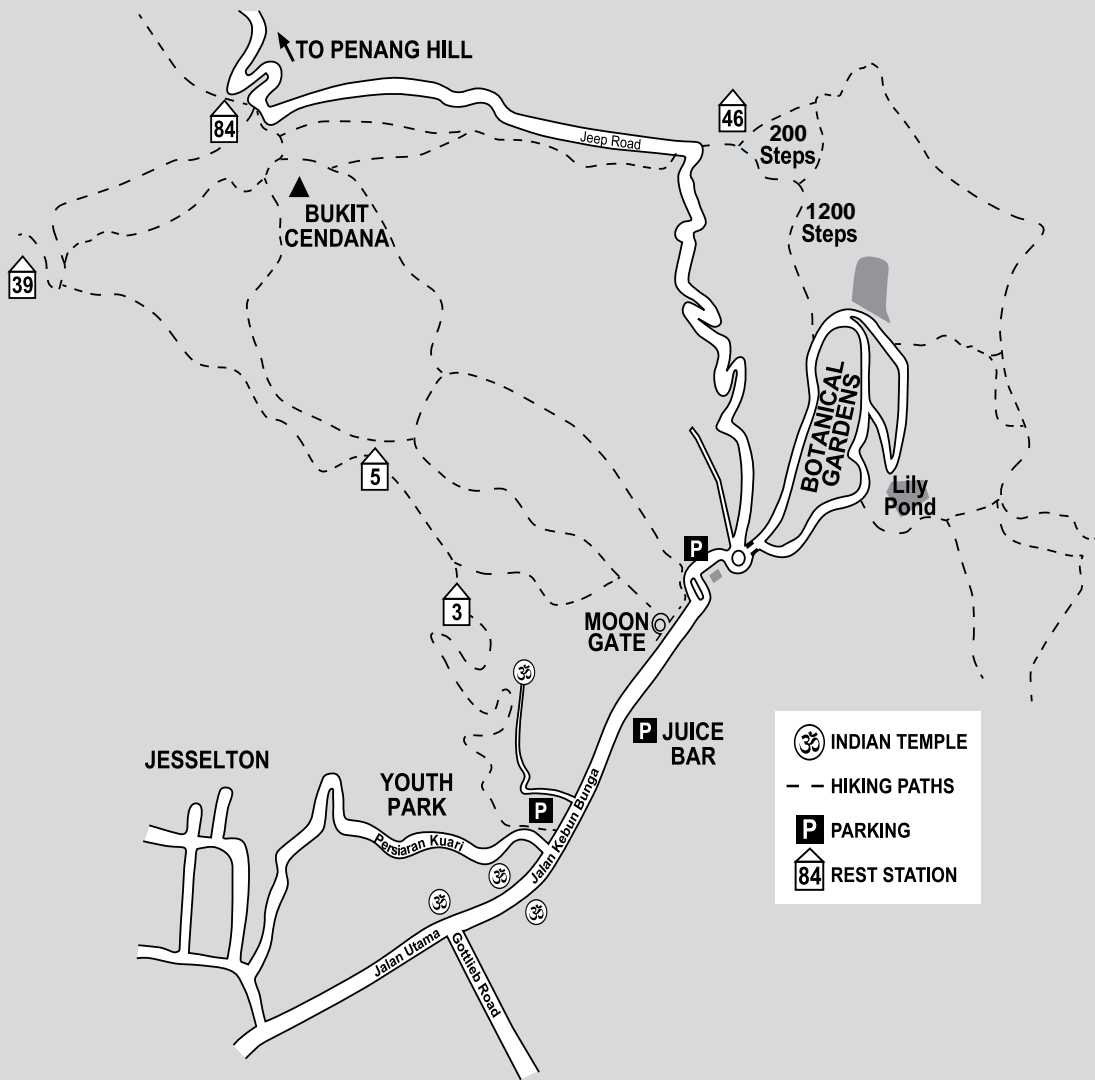 TO PENANG HILL
84
46
Jeep Road
200
Steps
BUKIT
CENDANA
1200
Steps
39
BOTANICAL
GARDENS
5
Lily
Pond
P
3
MOON
GATE
ॐ
P JUICE
BAR
JESSELTON
YOUTH
PARK
P
Persiaran Kuari
Jalan Kebun Bunga
ॐ
ॐ
ॐ
Jalan Utama
Gottlieb Road
ॐ INDIAN TEMPLE
HIKING PATHS
P PARKING
84 REST STATION